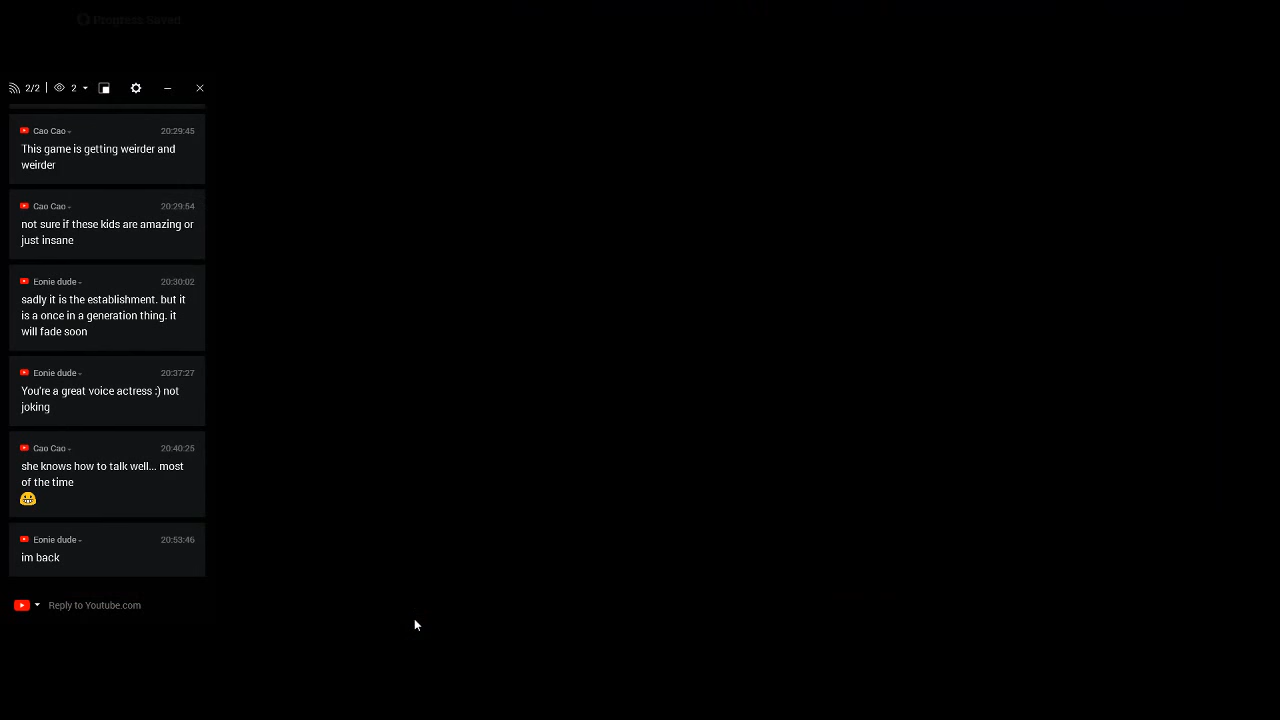 Progress Saved
2/2 2
Cao Cao 20:29:45
This game is getting weirder and
weirder
Cao Cao 20:29:54
not sure if these kids are amazing or
just insane
Eonie dude 20:30:02
sadly it is the establishment. but it
is a once in a generation thing. it
will fade soon
Eonie dude 20:37:27
You're a great voice actress :) not
joking
Cao Cao 20:40:25
she knows how to talk well... most
of the time
Eonie dude 20:53:46
im back
Reply to Youtube.com